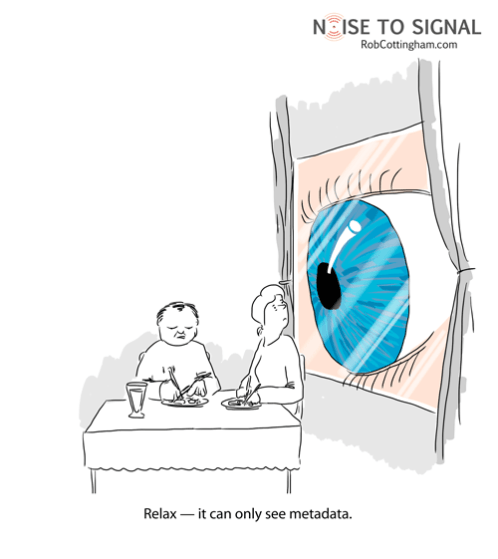 NOISE TO SIGNAL
RobCottingham.com
Relax — it can only see metadata.